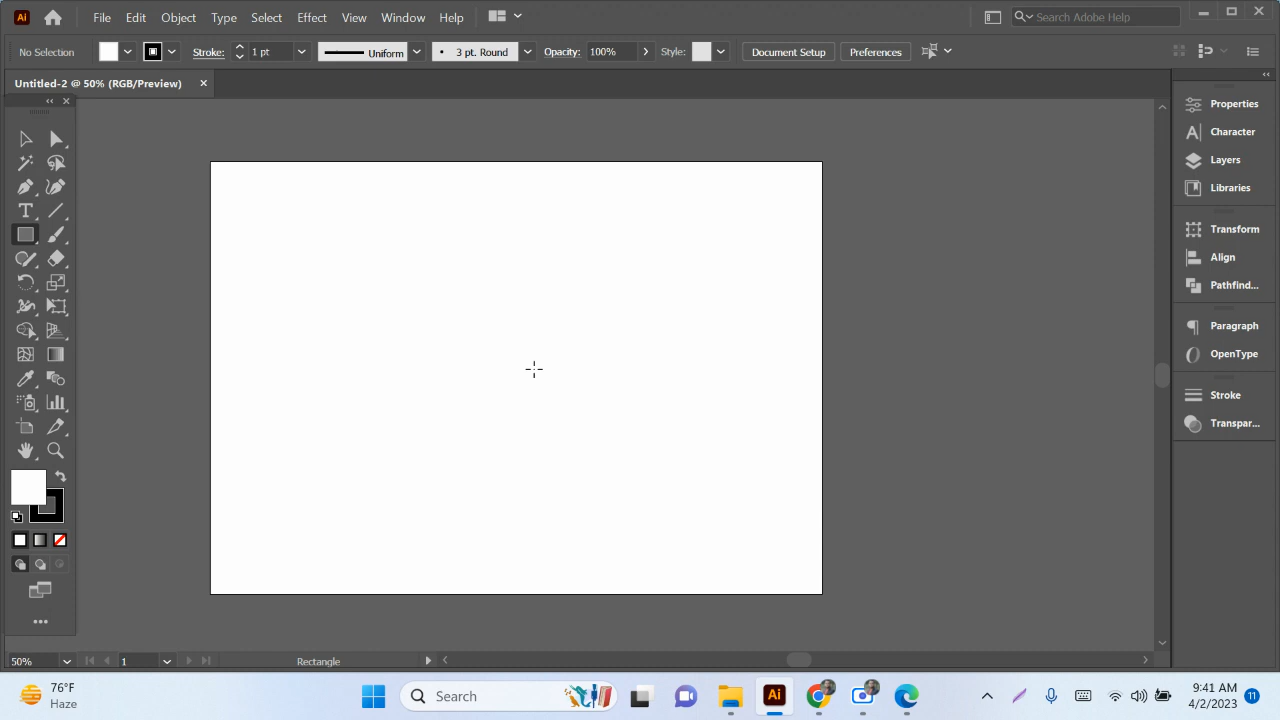 Ai File Edit Object Type Select Effect View Window Help Search Adobe Help
No Selection Stroke: 1 pt Uniform 3 pt. Round Opacity: 100% Style: Document Setup Preferences
Untitled-2 @ 50% (RGB/Preview)
Properties
Character
Layers
Libraries
Transform
Align
Pathfind...
Paragraph
OpenType
Stroke
Transpar...
50% 1 Rectangle
76°F
Haze
Search
Ai
9:41 AM
4/2/2023
11